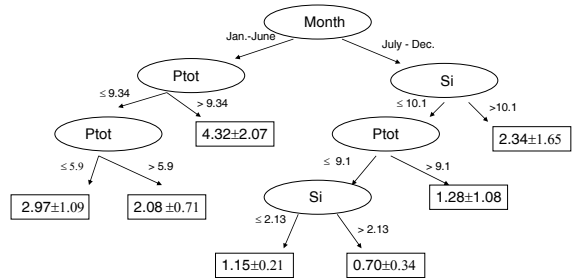 Month
Jan.-June
July - Dec.
Ptot
Si
≤ 9.34
> 9.34
≤ 10.1
>10.1
Ptot
4.32±2.07
Ptot
2.34±1.65
≤ 5.9
> 5.9
≤ 9.1
> 9.1
2.97±1.09
2.08 ±0.71
Si
1.28±1.08
≤ 2.13
> 2.13
1.15±0.21
0.70±0.34